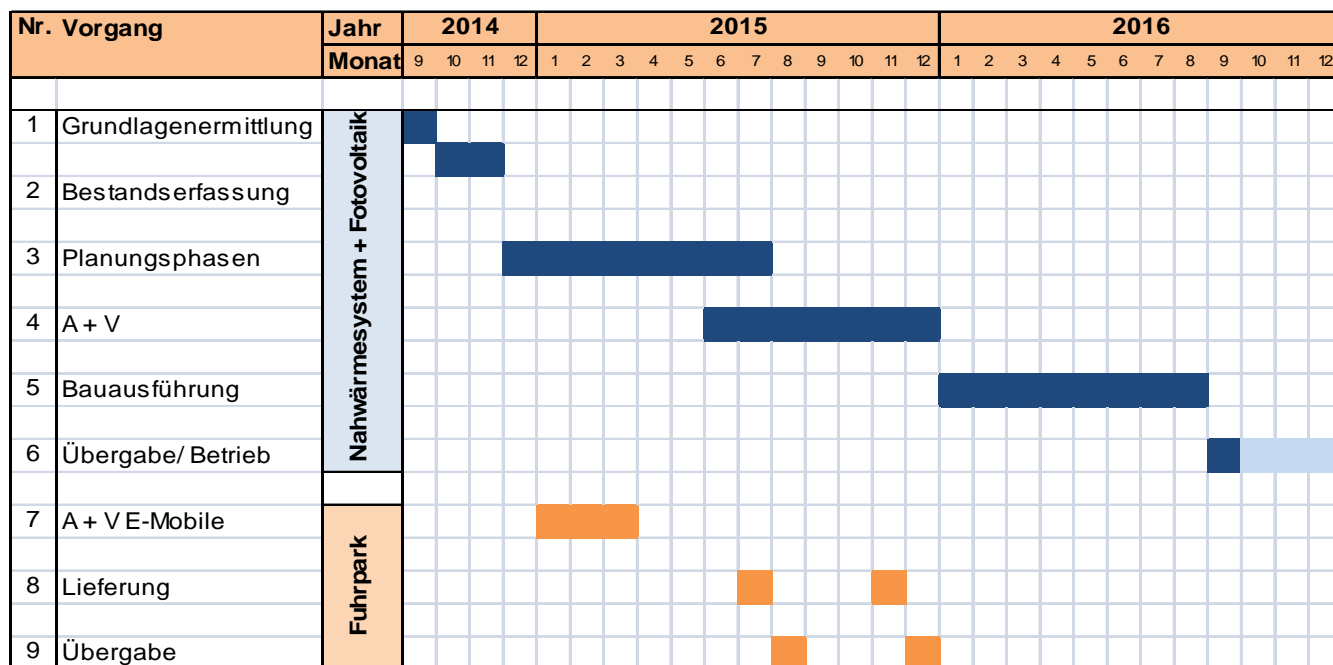 Nr. Vorgang Jahr 2014 2015 2016
Monat 9 10 11 12 1 2 3 4 5 6 7 8 9 10 11 12 1 2 3 4 5 6 7 8 9 10 11 12
Nahwärmesystem + Fotovoltaik
1 Grundlagenermittlung
2 Bestandserfassung
3 Planungsphasen
4 A + V
5 Bauausführung
6 Übergabe/ Betrieb
Fuhrpark
7 A + V E-Mobile
8 Lieferung
9 Übergabe